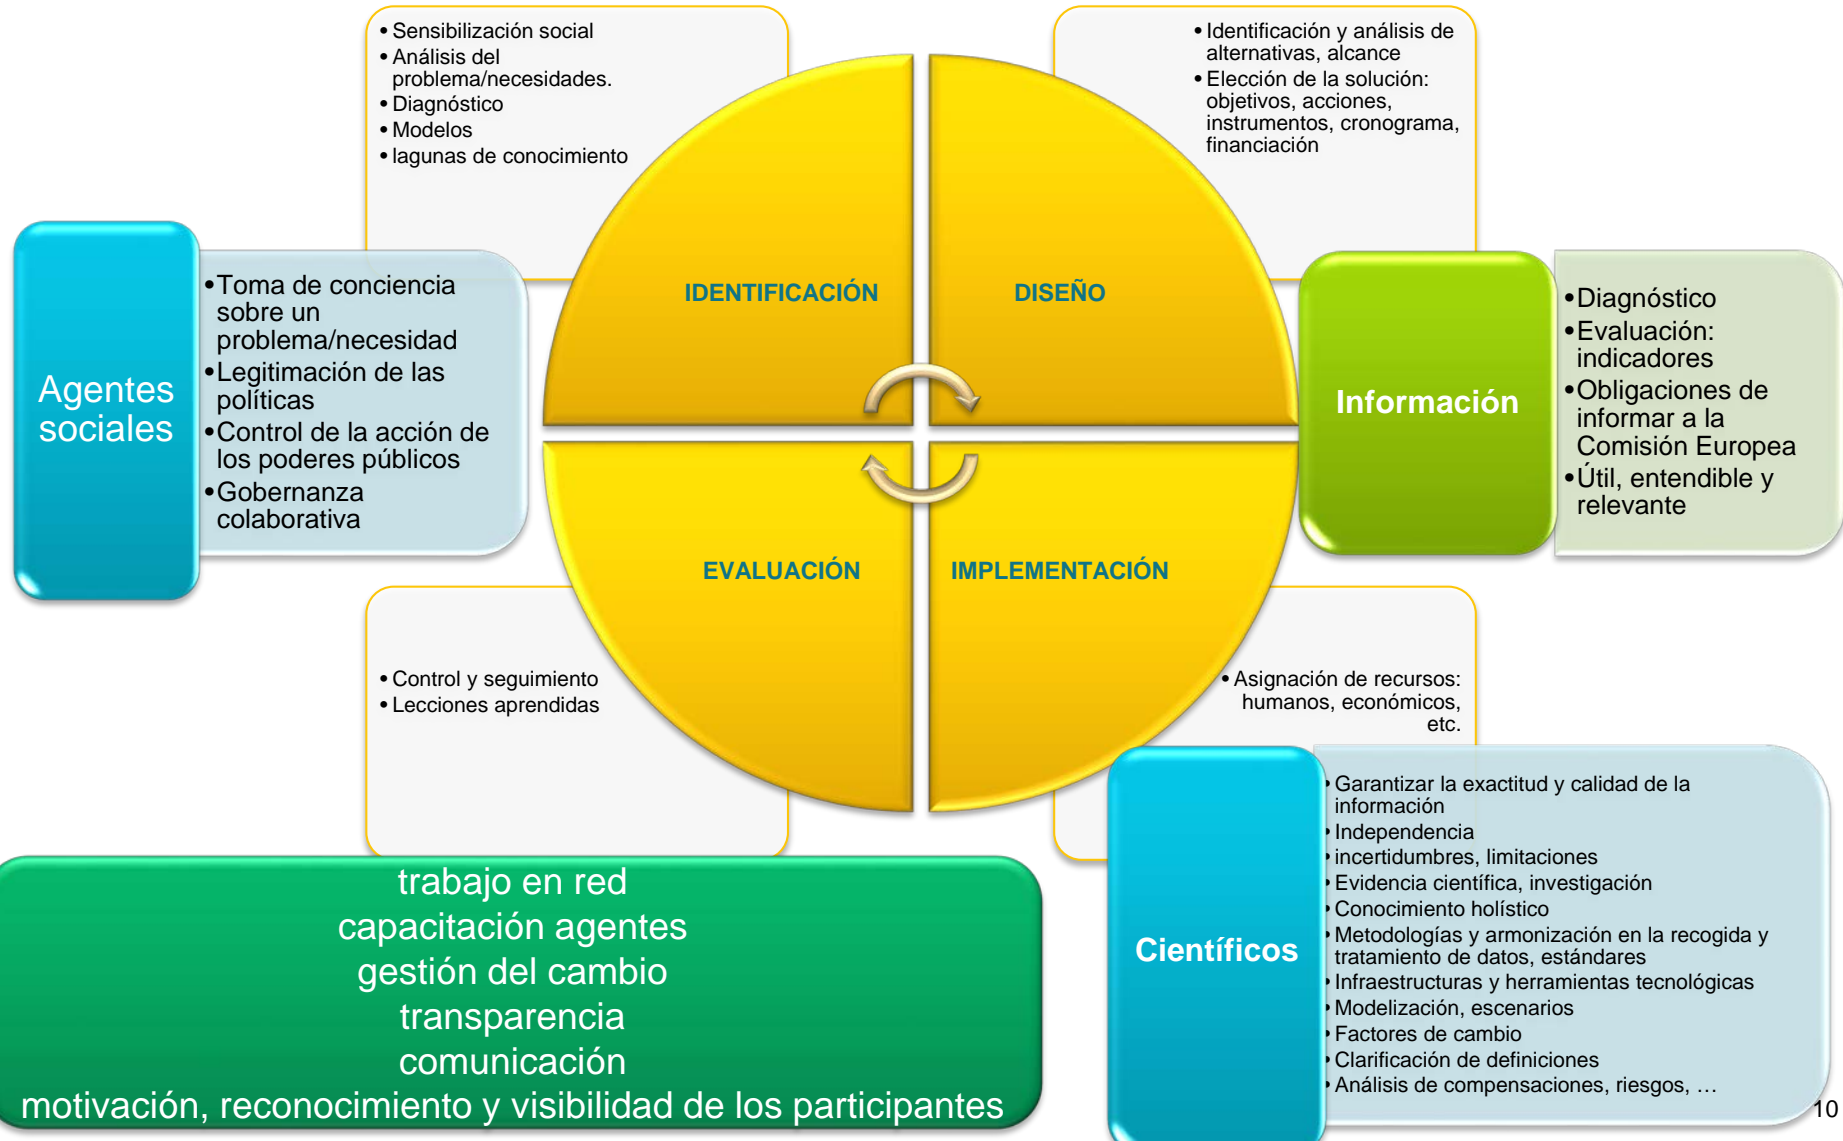 • Sensibilización social
• Análisis del
problema/necesidades.
• Diagnóstico
• Modelos
• lagunas de conocimiento
• Identificación y análisis de
alternativas, alcance
• Elección de la solución:
objetivos, acciones,
instrumentos, cronograma,
financiación
IDENTIFICACIÓN
DISEÑO
Agentes
sociales
•Toma de conciencia
sobre un
problema/necesidad
•Legitimación de las
políticas
•Control de la acción de
los poderes públicos
•Gobernanza
colaborativa
Información
•Diagnóstico
•Evaluación:
indicadores
•Obligaciones de
informar a la
Comisión Europea
•Útil, entendible y
relevante
EVALUACIÓN
IMPLEMENTACIÓN
• Control y seguimiento
• Lecciones aprendidas
• Asignación de recursos:
humanos, económicos,
etc.
Científicos
• Garantizar la exactitud y calidad de la
información
• Independencia
• incertidumbres, limitaciones
• Evidencia científica, investigación
• Conocimiento holístico
• Metodologías y armonización en la recogida y
tratamiento de datos, estándares
• Infraestructuras y herramientas tecnológicas
• Modelización, escenarios
• Factores de cambio
• Clarificación de definiciones
• Análisis de compensaciones, riesgos, …
trabajo en red
capacitación agentes
gestión del cambio
transparencia
comunicación
motivación, reconocimiento y visibilidad de los participantes
10